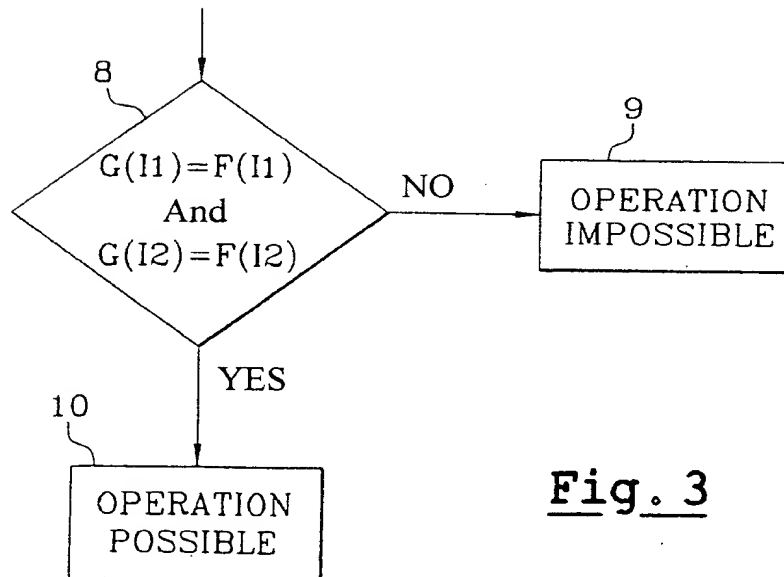 8
G(I1)=F(I1)
And
G(I2)=F(I2)
NO
9
OPERATION
IMPOSSIBLE
YES
10
OPERATION
POSSIBLE
Fig. 3